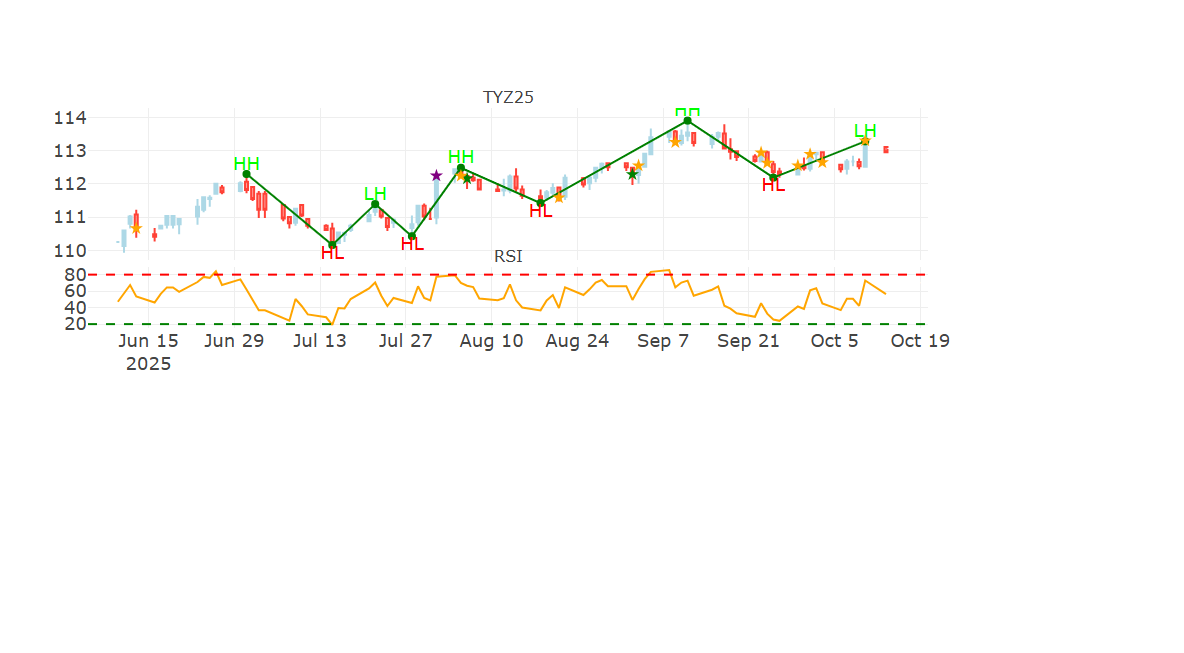 TYZ25
114
113
112
111
110
HH
HL
LH
HL
HH
HL
HH
HL
LH
RSI
80
60
40
20
Jun 15
2025
Jun 29
Jul 13
Jul 27
Aug 10
Aug 24
Sep 7
Sep 21
Oct 5
Oct 19